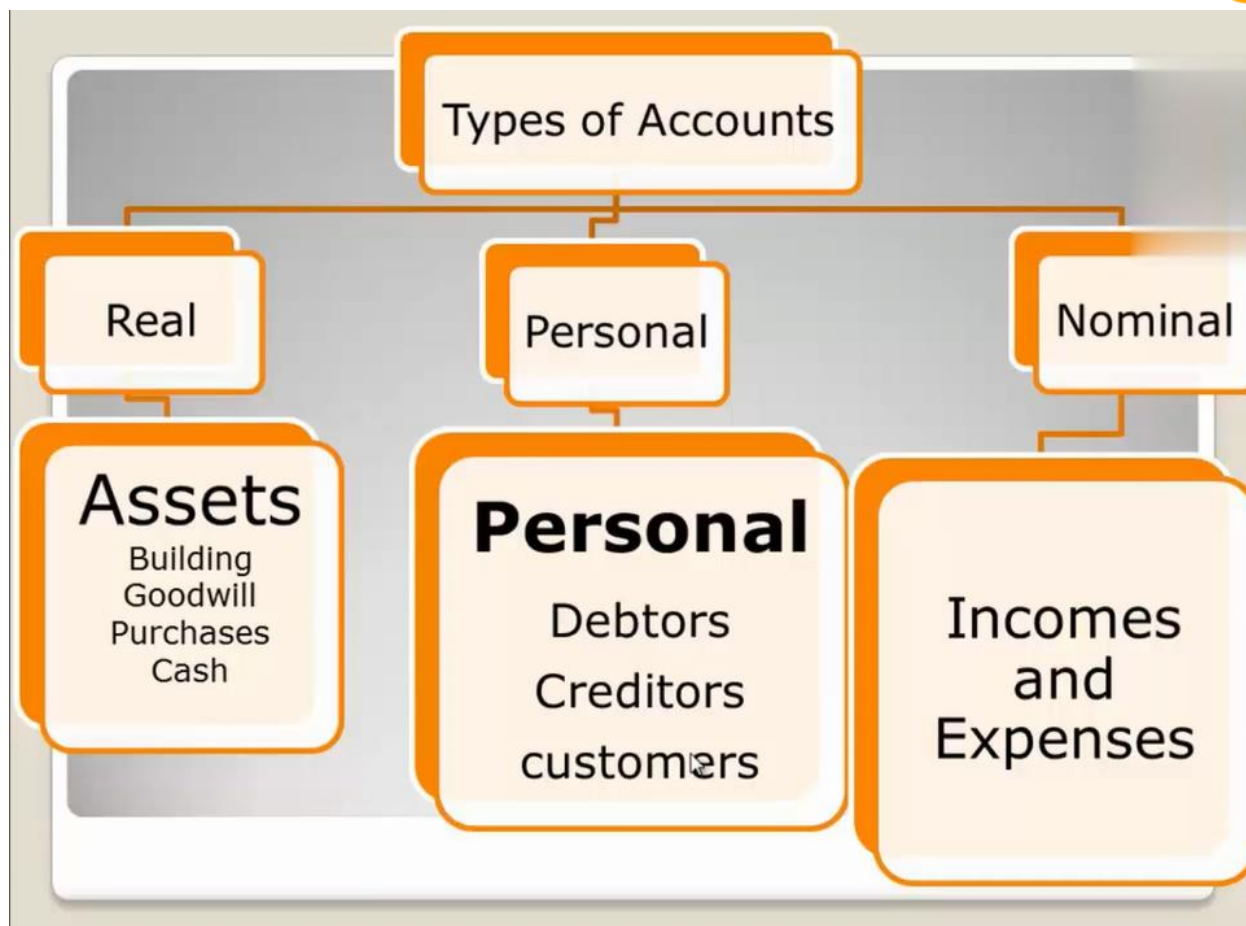 Types of Accounts
Real
Personal
Nominal
Assets
Building
Goodwill
Purchases
Cash
Personal
Debtors
Creditors
customers
Incomes
and
Expenses